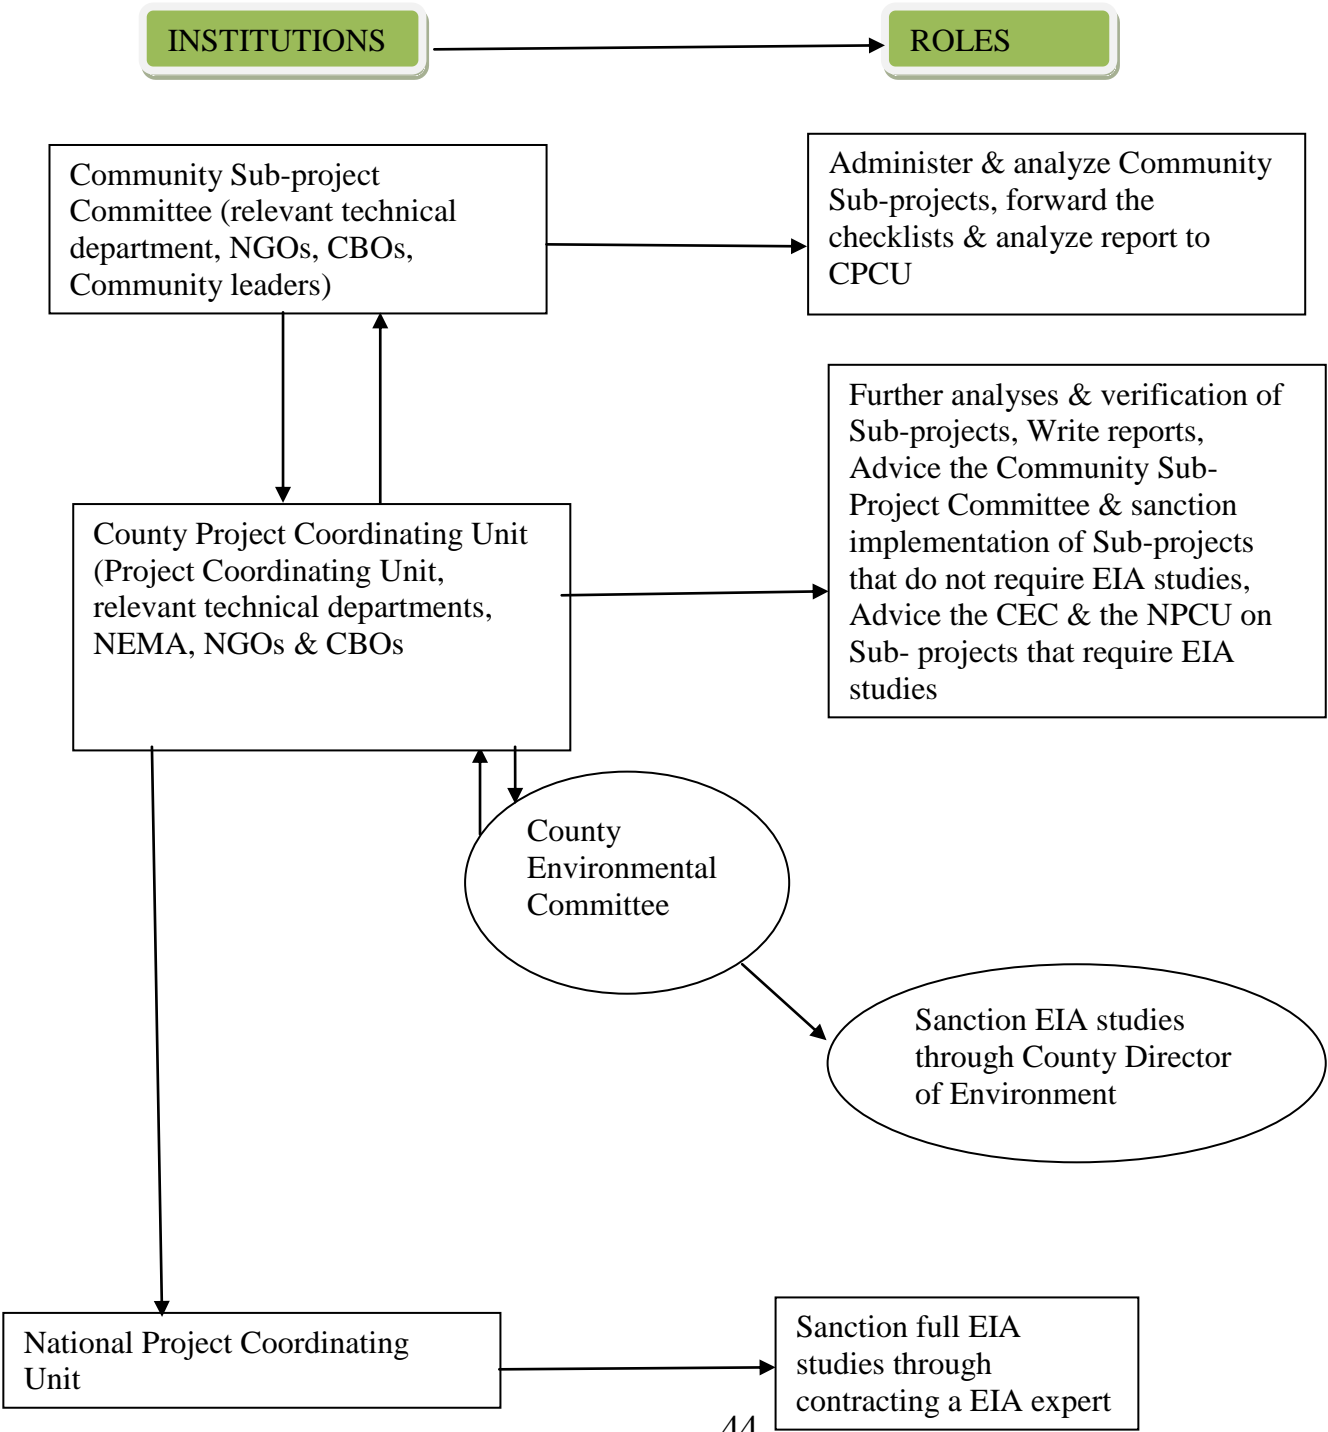 INSTITUTIONS
ROLES
Community Sub-project
Committee (relevant technical
department, NGOs, CBOs,
Community leaders)
Administer & analyze Community
Sub-projects, forward the
checklists & analyze report to
CPCU
County Project Coordinating Unit
(Project Coordinating Unit,
relevant technical departments,
NEMA, NGOs & CBOs
Further analyses & verification of
Sub-projects, Write reports,
Advice the Community Sub-
Project Committee & sanction
implementation of Sub-projects
that do not require EIA studies,
Advice the CEC & the NPCU on
Sub- projects that require EIA
studies
County
Environmental
Committee
Sanction EIA studies
through County Director
of Environment
National Project Coordinating
Unit
Sanction full EIA
studies through
contracting a EIA expert
44